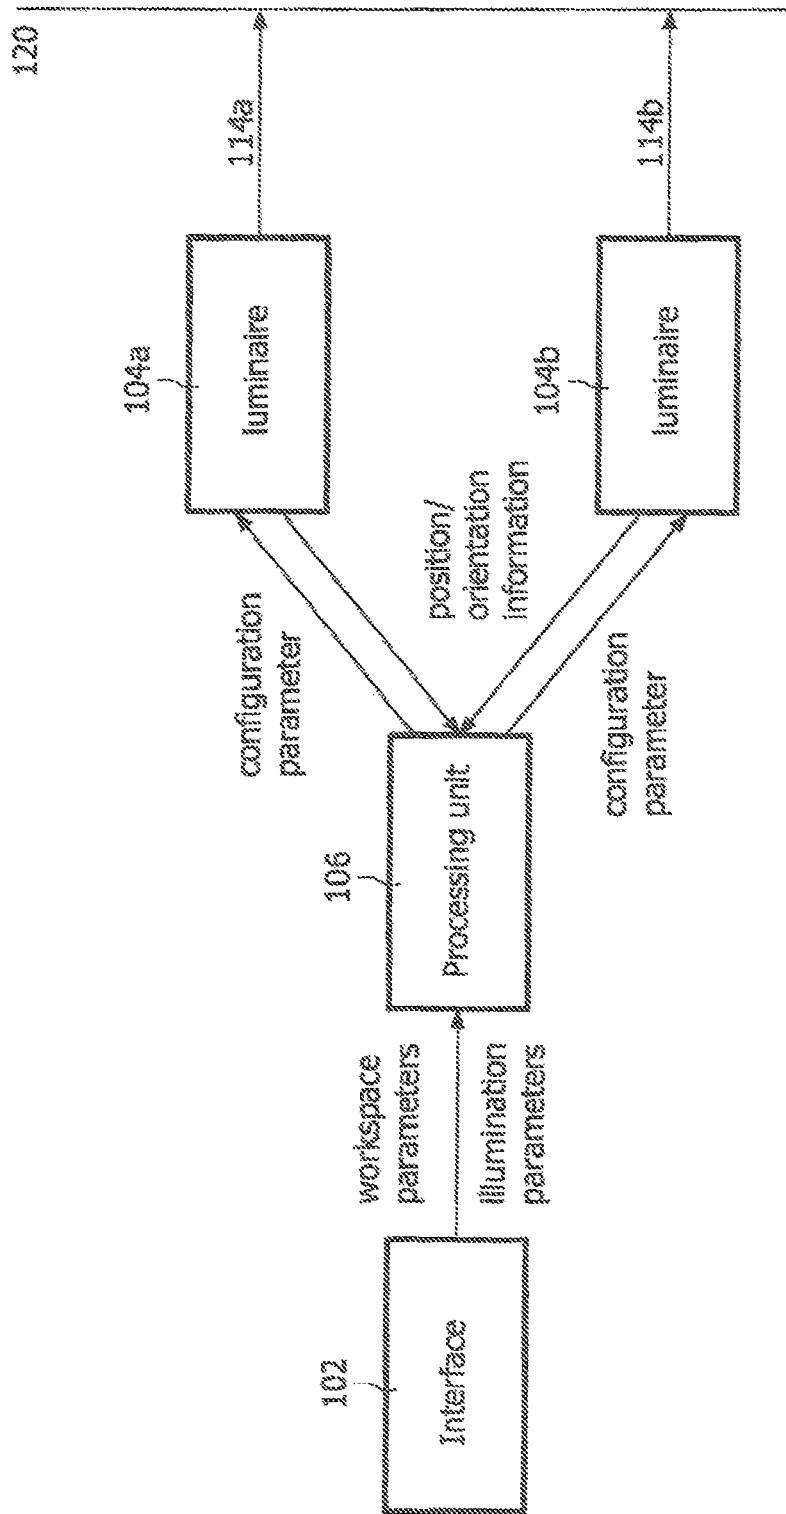 120
114a
114b
104a
luminaire
104b
luminaire
configuration
parameter
position/
orientation
information
configuration
parameter
106
Processing unit
workspace
parameters
illumination
parameters
102
Interface